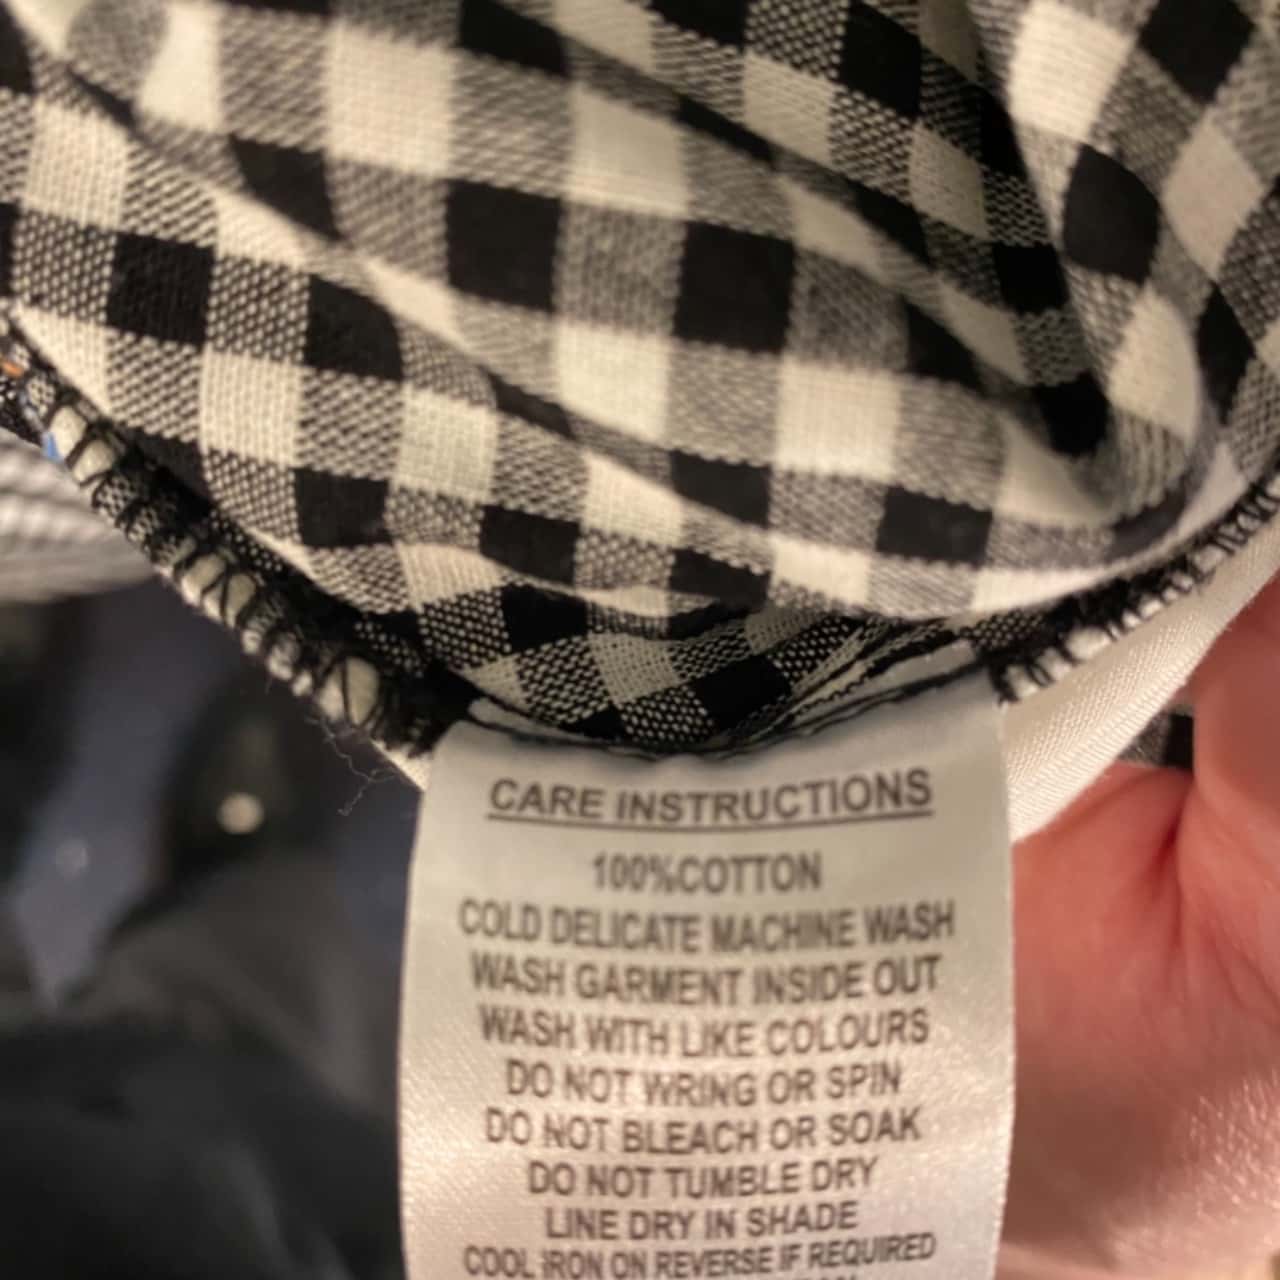 CARE INSTRUCTIONS
100%COTTON
COLD DELICATE MACHINE WASH
WASH GARMENT INSIDE OUT
WASH WITH LIKE COLOURS
DO NOT WRING OR SPIN
DO NOT BLEACH OR SOAK
DO NOT TUMBLE DRY
LINE DRY IN SHADE
COOL IRON ON REVERSE IF REQUIRED